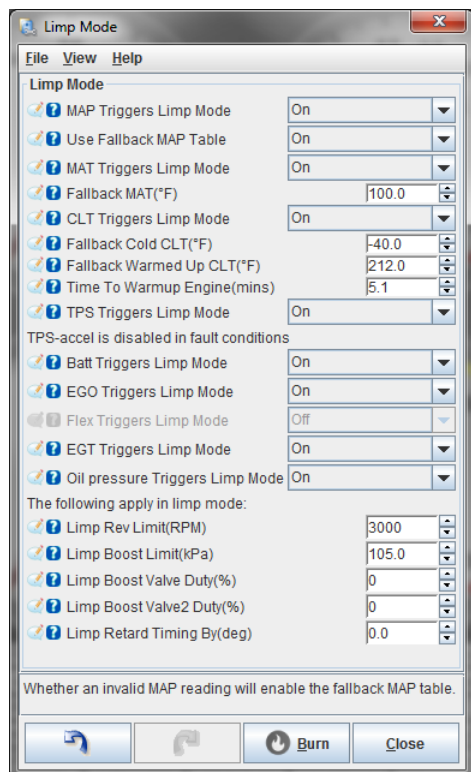 Limp Mode
File View Help
Limp Mode
MAP Triggers Limp Mode On
Use Fallback MAP Table On
MAT Triggers Limp Mode On
Fallback MAT(°F) 100.0
CLT Triggers Limp Mode On
Fallback Cold CLT(°F) -40.0
Fallback Warmed Up CLT(°F) 212.0
Time To Warmup Engine(mins) 5.1
TPS Triggers Limp Mode On
TPS-accel is disabled in fault conditions
Batt Triggers Limp Mode On
EGO Triggers Limp Mode On
Flex Triggers Limp Mode Off
EGT Triggers Limp Mode On
Oil pressure Triggers Limp Mode On
The following apply in limp mode:
Limp Rev Limit(RPM) 3000
Limp Boost Limit(kPa) 105.0
Limp Boost Valve Duty(%) 0
Limp Boost Valve2 Duty(%) 0
Limp Retard Timing By(deg) 0.0
Whether an invalid MAP reading will enable the fallback MAP table.
Burn Close